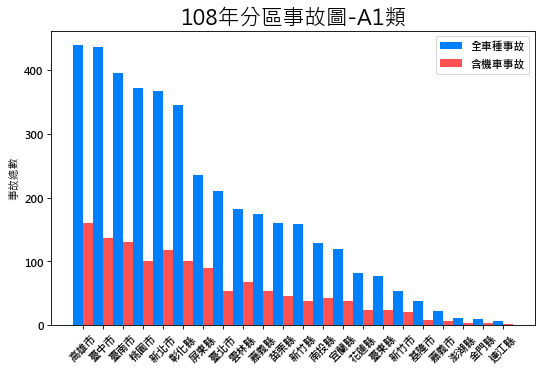 108年分區事故圖-A1類
全車種事故
含機車事故
事故總數
400
300
200
100
0
高雄市
臺中市
臺南市
桃園市
新北市
彰化縣
屏東縣
臺北市
雲林縣
嘉義縣
苗栗縣
新竹縣
南投縣
宜蘭縣
花蓮縣
臺東縣
新竹市
基隆市
嘉義市
澎湖縣
金門縣
連江縣